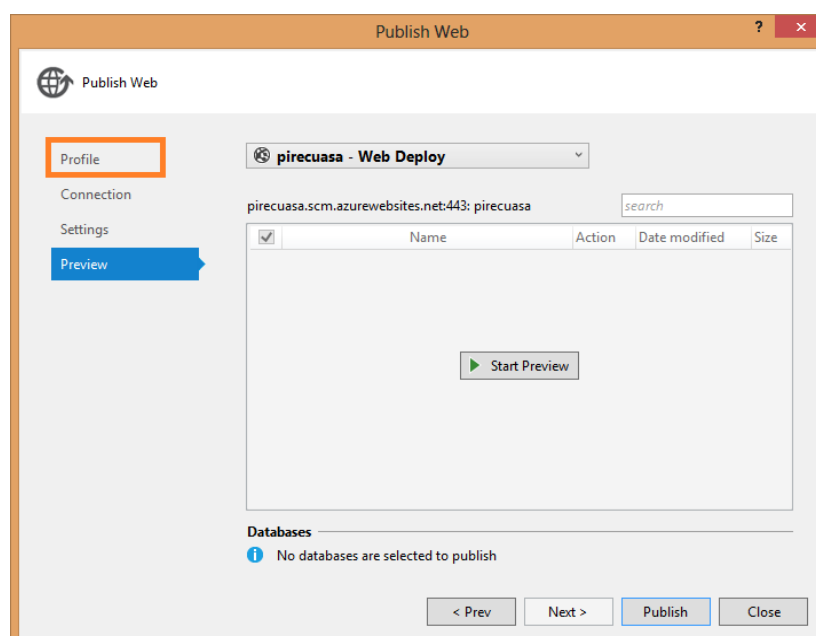 Publish Web
?
Publish Web
Profile
Connection
Settings
Preview
pirecuasa - Web Deploy
pirecuasa.scm.azurewebsites.net:443: pirecuasa
search
Name Action Date modified Size
Start Preview
Databases
No databases are selected to publish
< Prev Next > Publish Close